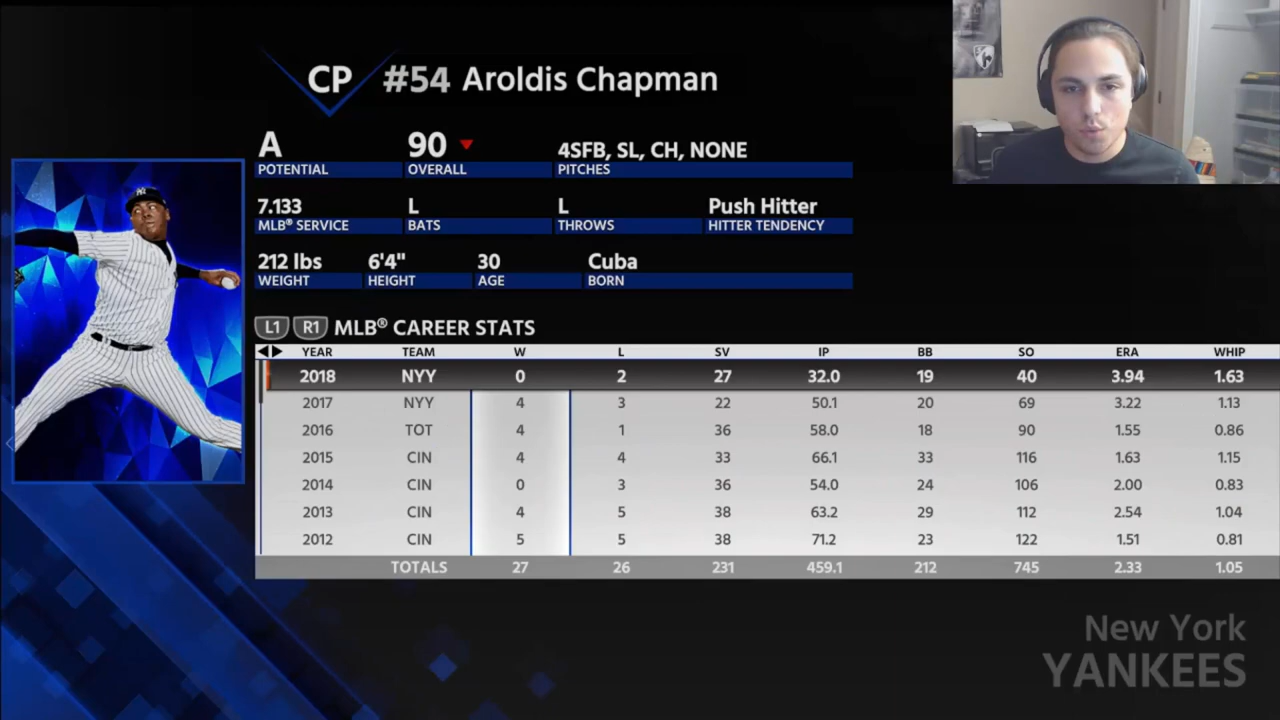 CP #54 Aroldis Chapman
A 90 4SFB, SL, CH, NONE
POTENTIAL OVERALL PITCHES
7.133 L L Push Hitter
MLB® SERVICE BATS THROWS HITTER TENDENCY
212 lbs 6'4" 30 Cuba
WEIGHT HEIGHT AGE BORN
L1 R1 MLB® CAREER STATS
YEAR TEAM W L SV IP BB SO ERA WHIP
2018 NYY 0 2 27 32.0 19 40 3.94 1.63
2017 NYY 4 3 22 50.1 20 69 3.22 1.13
2016 TOT 4 1 36 58.0 18 90 1.55 0.86
2015 CIN 4 4 33 66.1 33 116 1.63 1.15
2014 CIN 0 3 36 54.0 24 106 2.00 0.83
2013 CIN 4 5 38 63.2 29 112 2.54 1.04
2012 CIN 5 5 38 71.2 23 122 1.51 0.81
TOTALS 27 26 231 459.1 212 745 2.33 1.05
New York
YANKEES